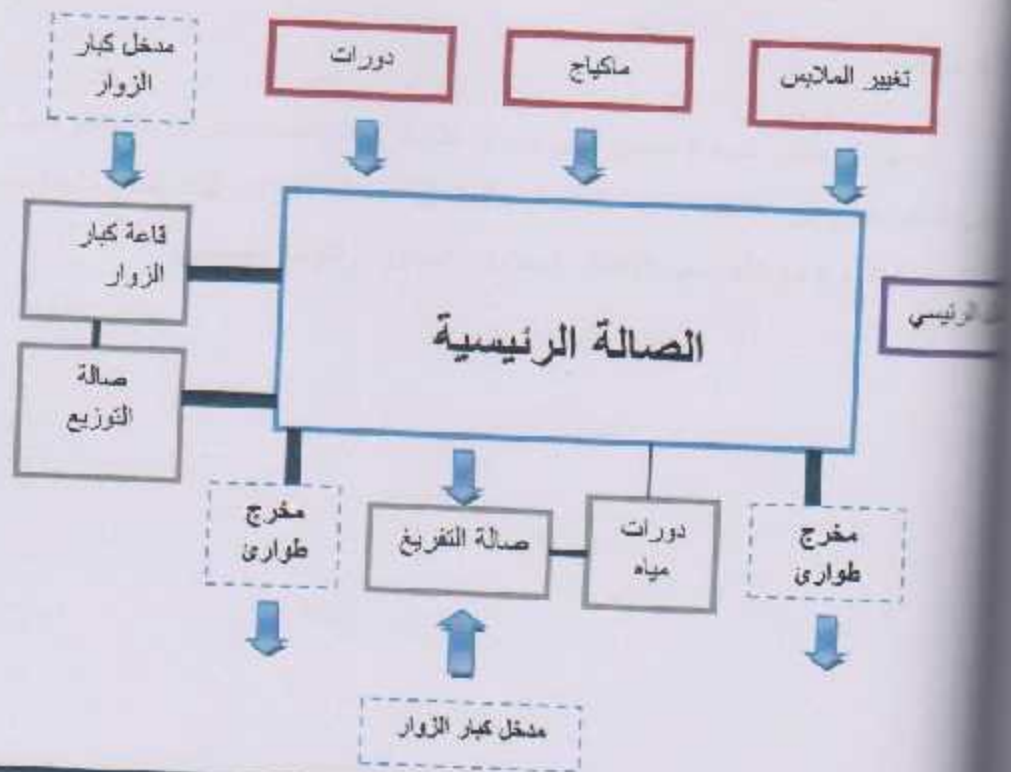 مدخل كبار
الزوار
دورات
ماكياج
تغيير الملابس
قاعة كبار
الزوار
الصالة الرئيسية
الرئيسي
صالة
التوزيع
مخرج
طوارئ
صالة التفريغ
دورات
مياه
مخرج
طوارئ
مدخل كبار الزوار